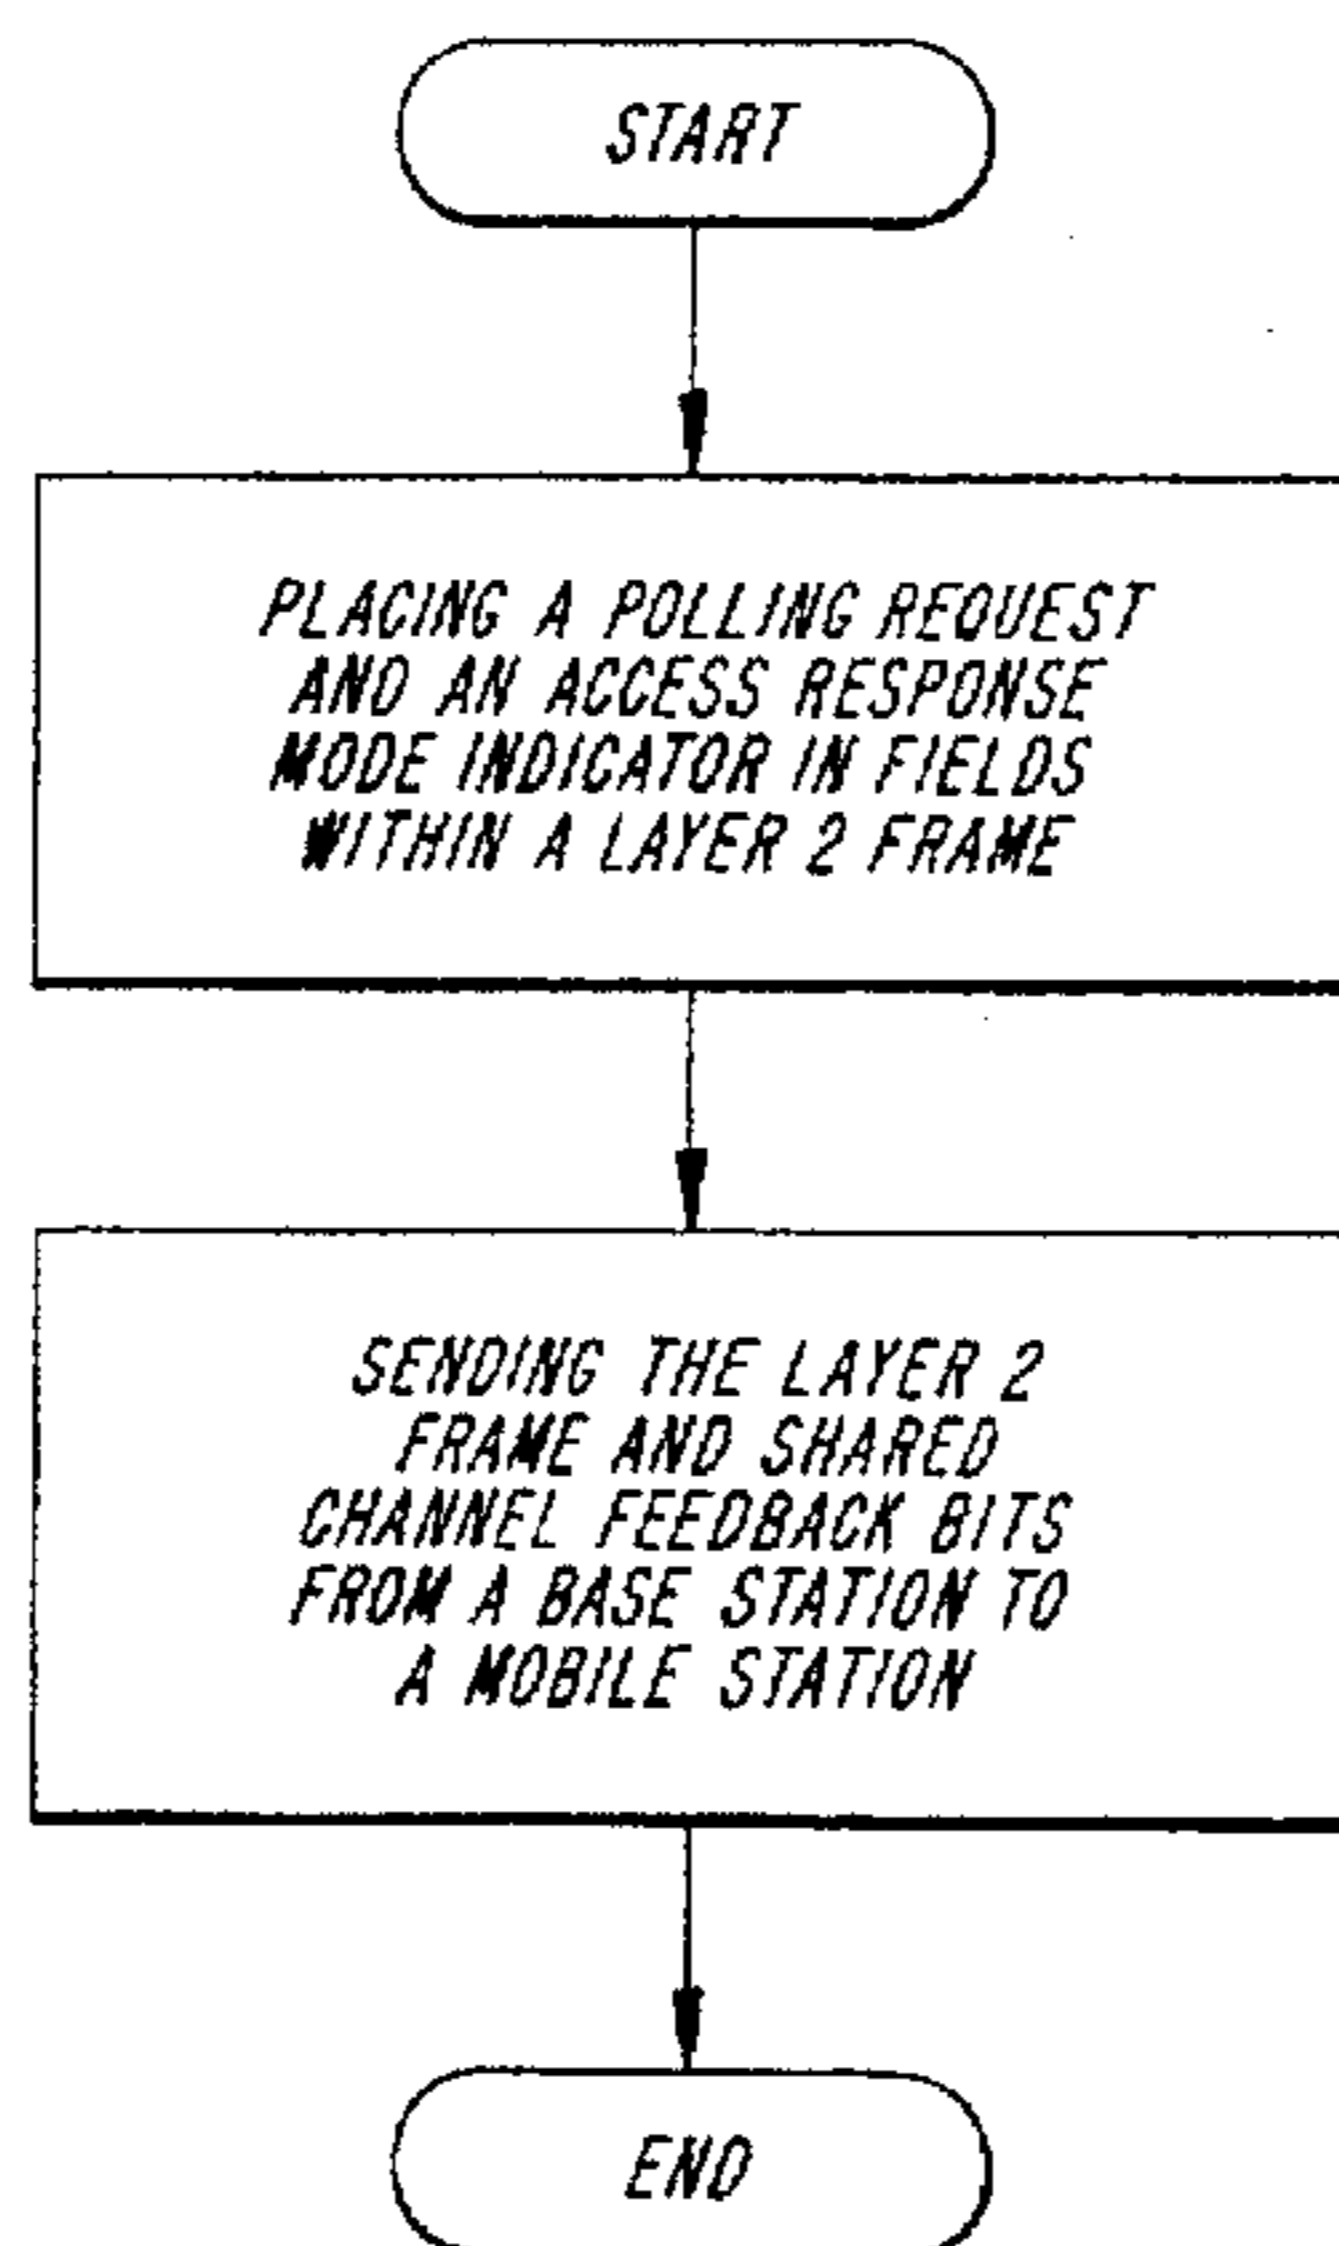 START
PLACING A POLLING REQUEST
AND AN ACCESS RESPONSE
MODE INDICATOR IN FIELDS
WITHIN A LAYER 2 FRAME
SENDING THE LAYER 2
FRAME AND SHARED
CHANNEL FEEDBACK BITS
FROM A BASE STATION TO
A MOBILE STATION
END